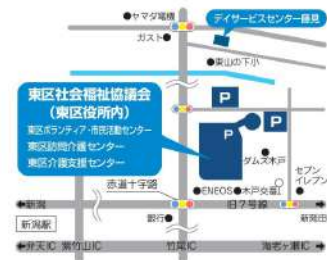 ●ヤマダ電機
デイサービスセンター藤見
ガスト●
●東山の下小
東区社会福祉協議会
(東区役所内)
東区ボランティア・市民活動センター
東区訪問介護センター
東区介護支援センター
P
P
P
ダムズ木戸
セブン
イレブン
赤道十字路
●ENEOS
●木戸交番
新潟
旧7号線
新発田
新潟駅
銀行●
弁天IC
紫竹山IC
竹尾IC
海老ヶ瀬IC